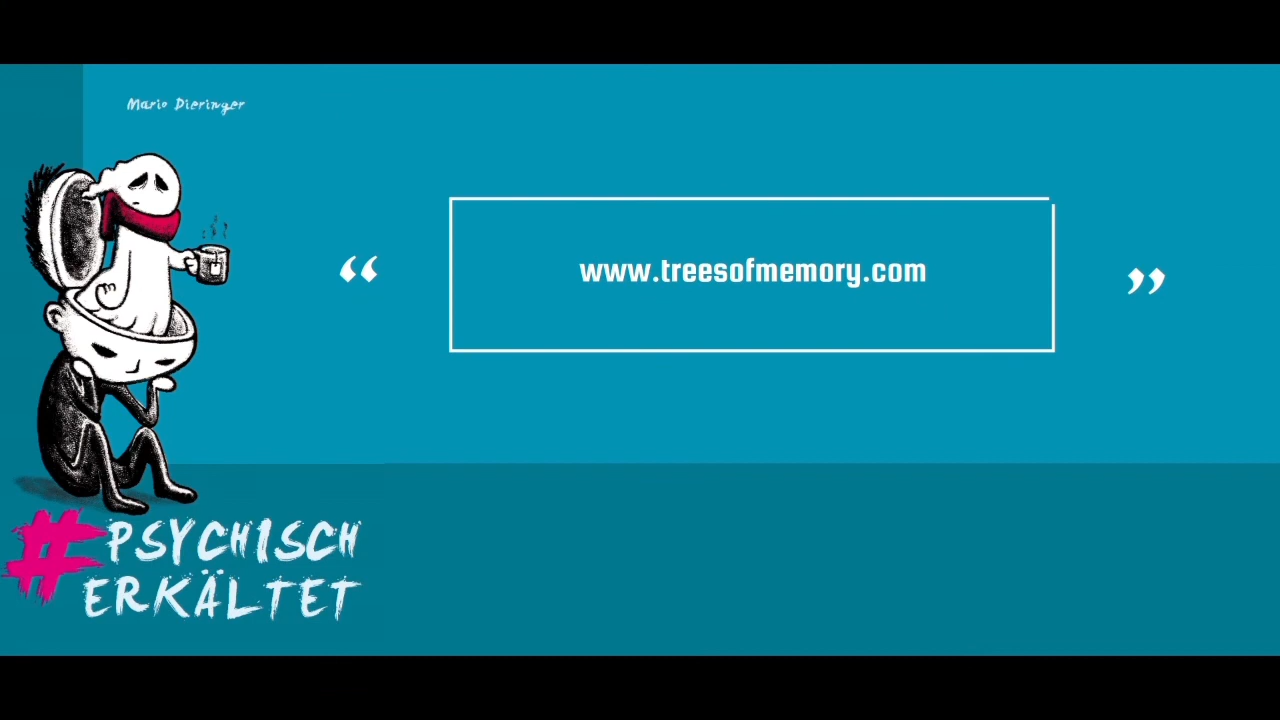 Mario Dieringer
“ www.treesofmemory.com ”
#PSYCHISCH
ERKÄLTET